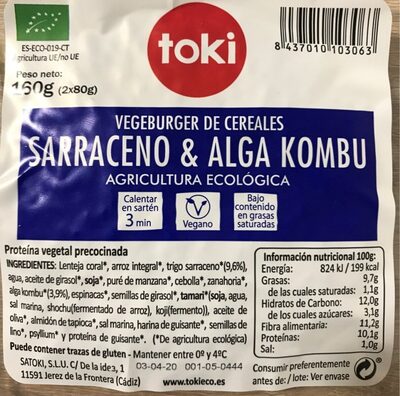 ES-ECO-019-CT
Agricultura UE/no UE
Peso neto:
160g (2x80g)
toki
8 437010 103063
VEGEBURGER DE CEREALES
SARRACENO & ALGA KOMBU
AGRICULTURA ECOLÓGICA
Calentar
en sartén
3 min
Vegano
Bajo
contenido
en grasas
saturadas
Proteína vegetal precocinada
INGREDIENTES: Lenteja coral*, arroz integral*, trigo sarraceno*(9,6%),
agua, aceite de girasol*, soja*, puré de manzana*, cebolla*, zanahoria*,
alga kombu*(3,9%), espinacas*, semillas de girasol*, tamari*(soja, agua,
sal marina, shochu(fermentado de arroz), koji(fermento)), aceite de
oliva*, almidón de tapioca*, sal marina, harina de guisante*, semillas de
lino*, psyllium* y proteína de guisante*. (*De agricultura ecológica)
Puede contener trazas de gluten - Mantener entre 0º y 4ºC
SATOKI, S.L.U. C/ De la idea, 1
11591 Jerez de la Frontera (Cádiz)
03-04-20 001-05-0444
www.tokieco.es
Información nutricional 100g:
Energía: 824 kJ / 199 kcal
Grasas: 9,7g
de las cuales saturadas: 1,1g
Hidratos de Carbono: 12,0g
de los cuales azúcares: 3,1g
Fibra alimentaria: 11,2g
Proteínas: 10,1g
Sal: 1,0g
Consumir preferentemente
antes de: / lote: Ver envase